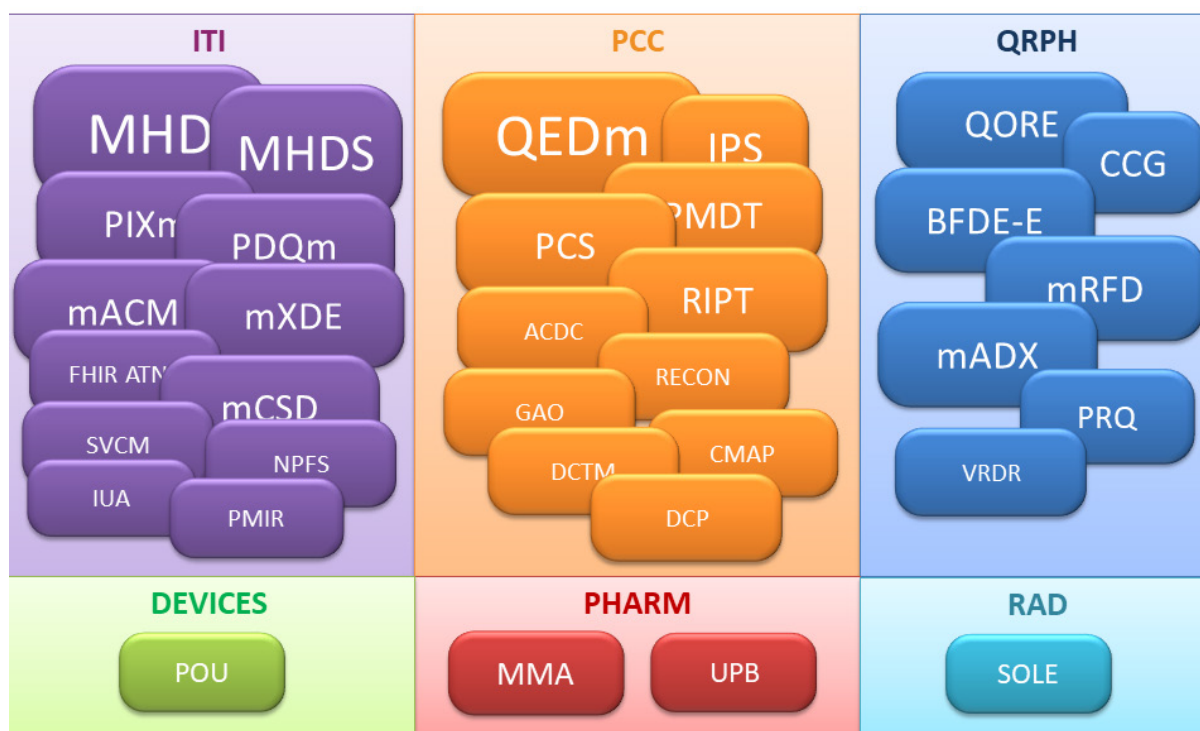 ITI
MHD
MHDS
PIXm
PDQm
mACM
mXDE
FHIR ATN
mCSD
SVCM
NPFS
IUA
PMIR
PCC
QEDm
IPS
PMDT
PCS
RIPT
ACDC
RECON
GAO
CMAP
DCTM
DCP
QRPH
QORE
CCG
BFDE-E
mRFD
mADX
PRQ
VRDR
DEVICES
POU
PHARM
MMA
UPB
RAD
SOLE